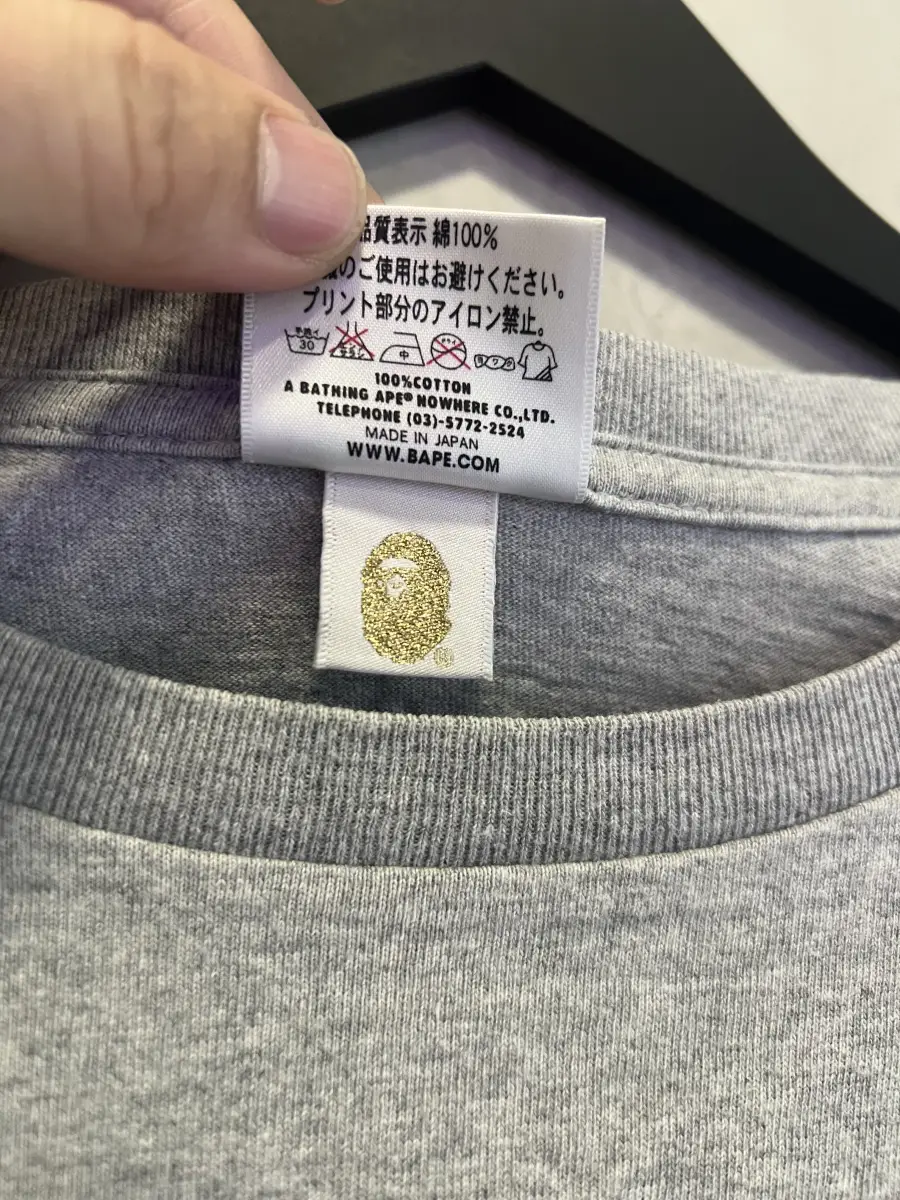 品質表示 綿100%
のご使用はお避けください。
プリント部分のアイロン禁止。
30 中
100%COTTON
A BATHING APE® NOWHERE CO.,LTD.
TELEPHONE (03)-5772-2524
MADE IN JAPAN
WWW.BAPE.COM
®